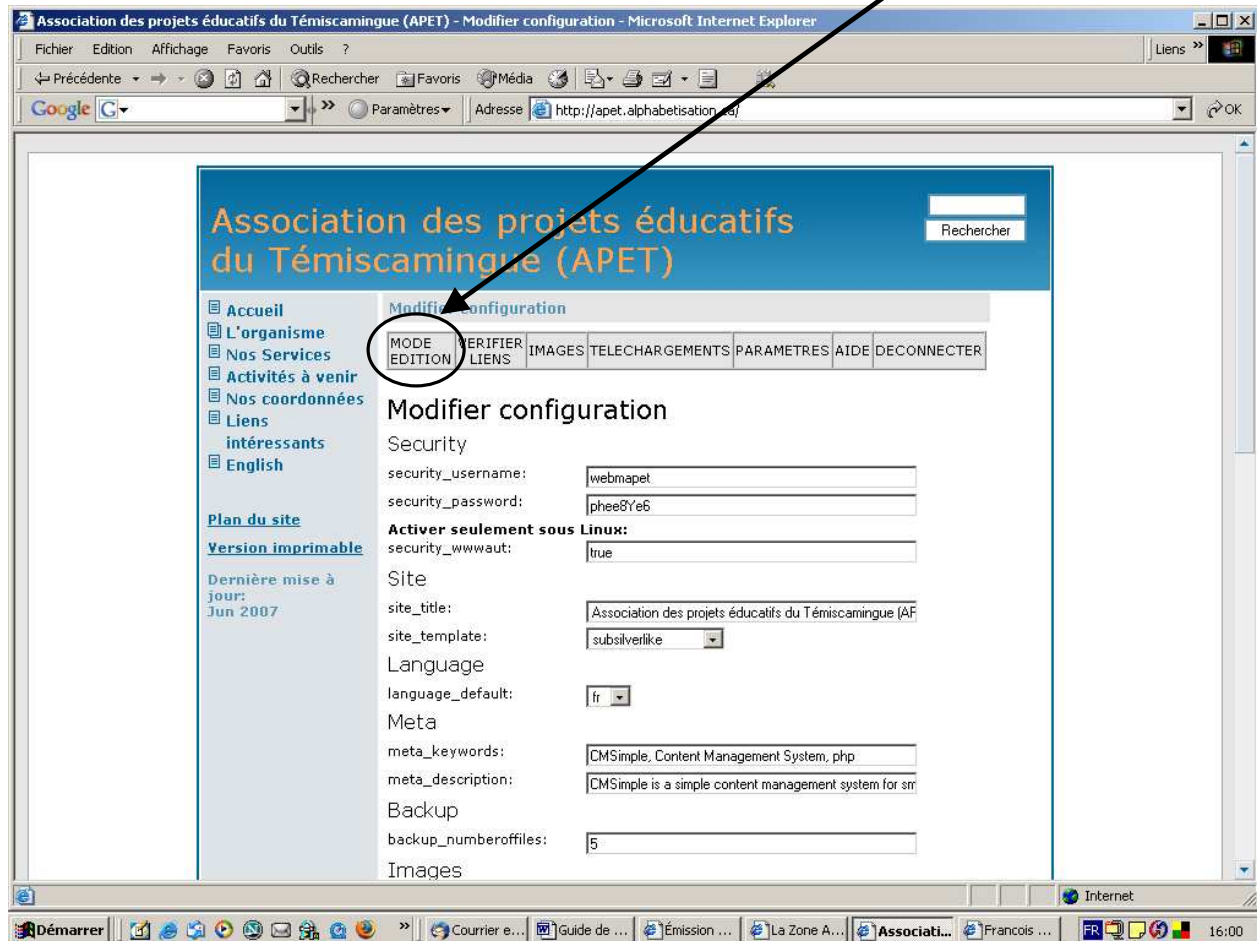 Association des projets éducatifs du Témiscamingue (APET) - Modifier configuration - Microsoft Internet Explorer
Fichier Edition Affichage Favoris Outils ? Liens »
Précédente Rechercher Favoris Média
Google G » Paramètres Adresse http://apet.alphabetisation.ca/ OK
Association des projets éducatifs
du Témiscamingue (APET)
Rechercher
Accueil
L'organisme
Nos Services
Activités à venir
Nos coordonnées
Liens
intéressants
English
Plan du site
Version imprimable
Dernière mise à
jour:
Jun 2007
Modifier configuration
MODE EDITION VERIFIER LIENS IMAGES TELECHARGEMENTS PARAMETRES AIDE DECONNECTER
Modifier configuration
Security
security_username: webmapet
security_password: phee8Ye6
Activer seulement sous Linux:
security_wwwaut: true
Site
site_title: Association des projets éducatifs du Témiscamingue (AF
site_template: subsilverlike
Language
language_default: fr
Meta
meta_keywords: CMSimple, Content Management System, php
meta_description: CMSimple is a simple content management system for sm
Backup
backup_numberoffiles: 5
Images
Internet
Démarrer » Courrier e... Guide de ... Émission ... La Zone A... Associati... Francois ... FR 16:00